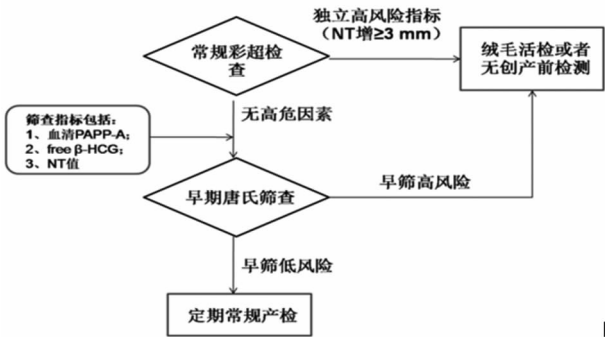 独立高风险指标
（NT增≥3 mm）
常规彩超检
查
绒毛活检或者
无创产前检测
无高危因素
筛查指标包括：
1、血清PAPP-A；
2、free β-HCG；
3、NT值
早期唐氏筛查
早筛高风险
早筛低风险
定期常规产检